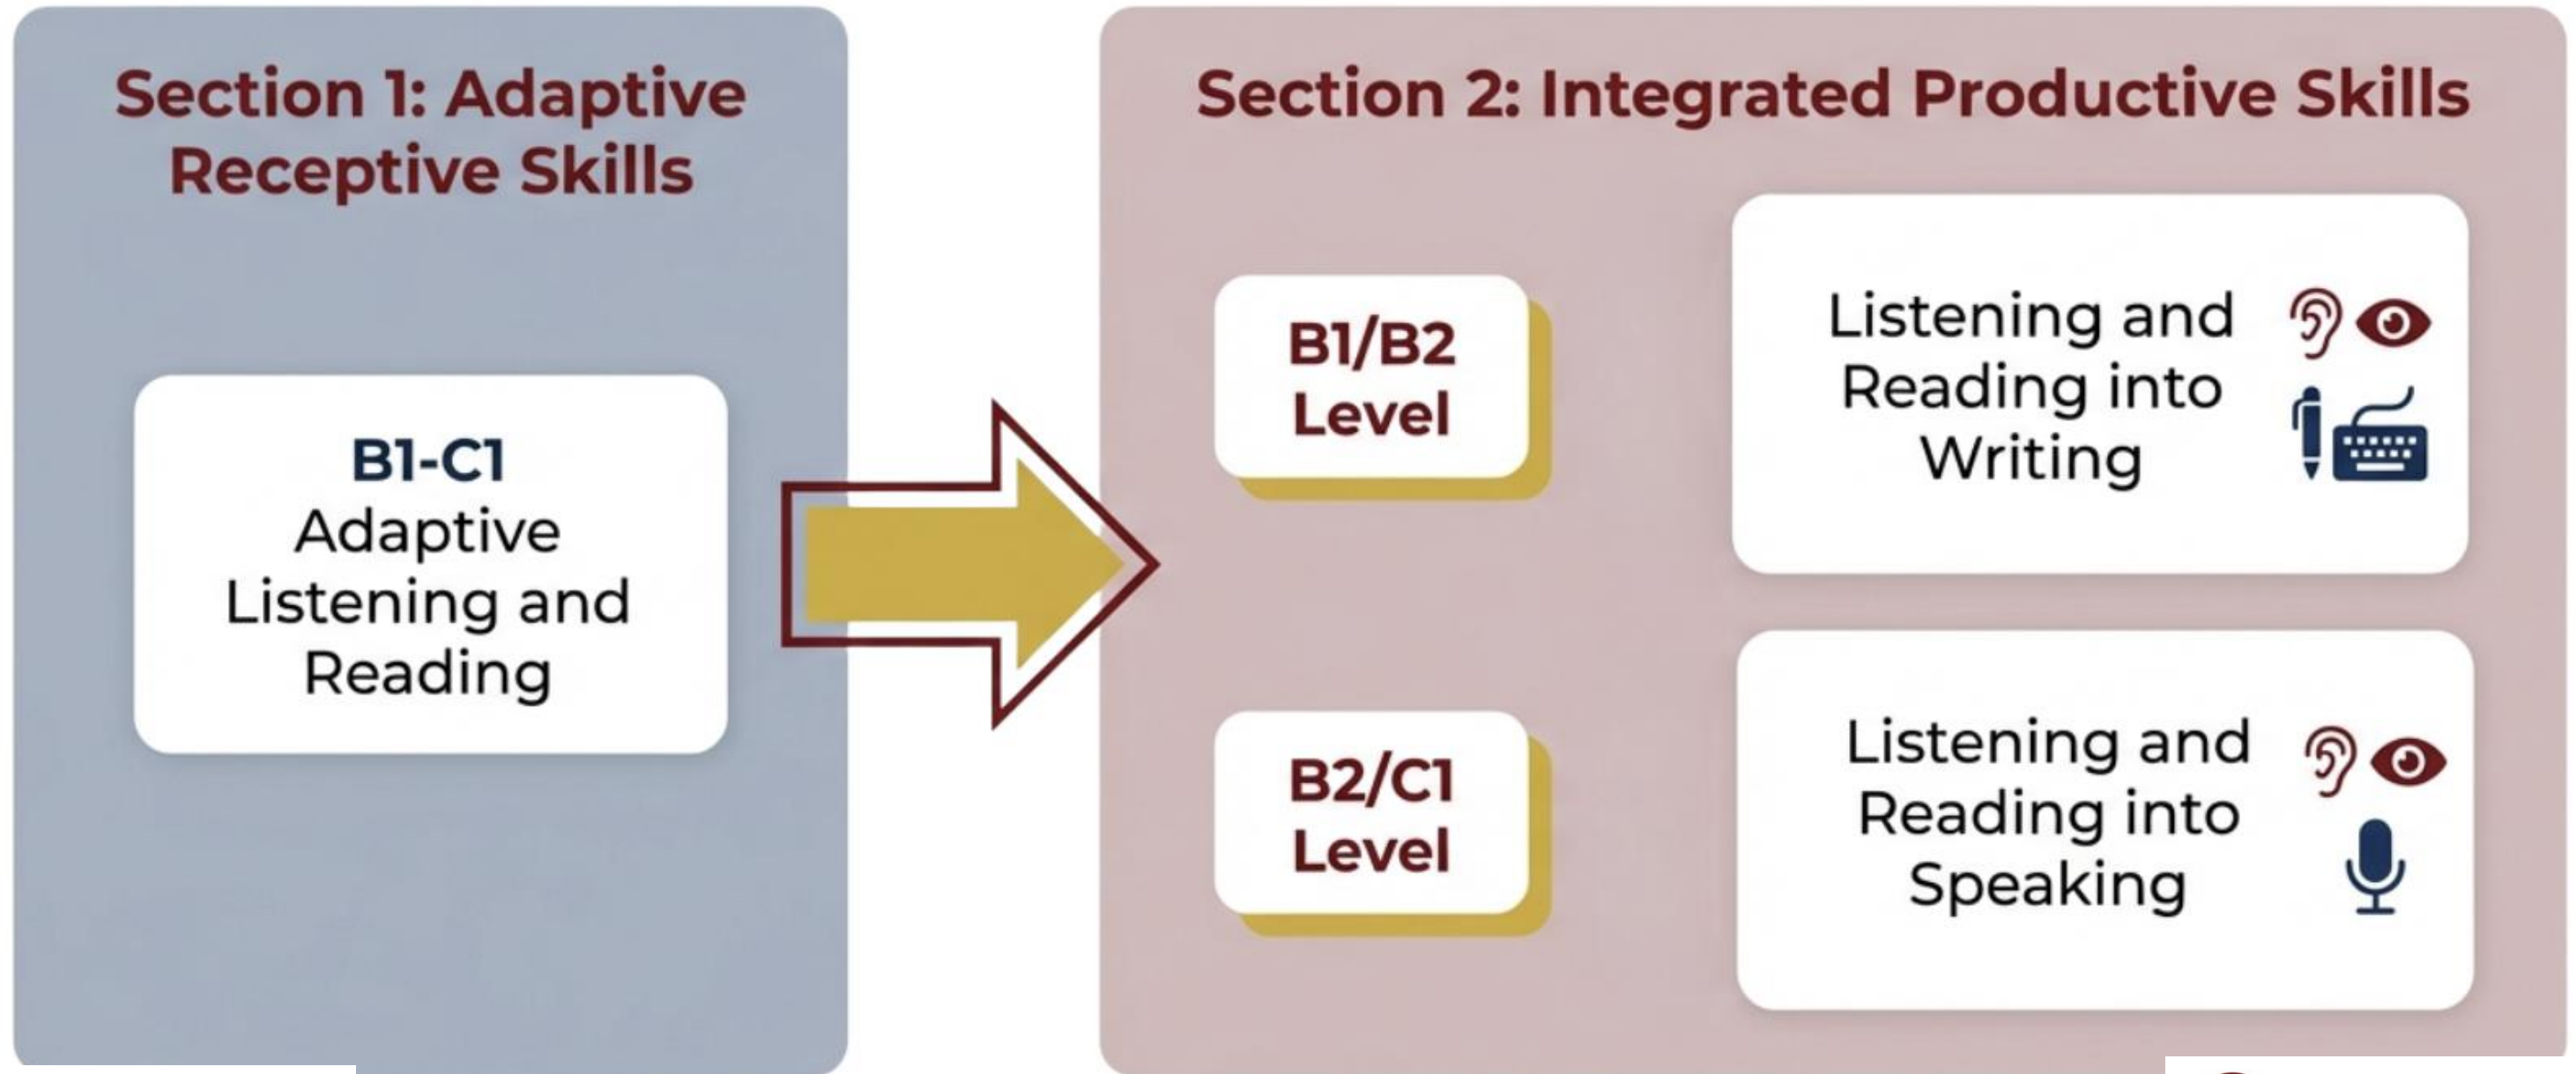 Section 1: Adaptive
Receptive Skills
B1-C1
Adaptive
Listening and
Reading
Section 2: Integrated Productive Skills
B1/B2
Level
Listening and
Reading into
Writing
B2/C1
Level
Listening and
Reading into
Speaking